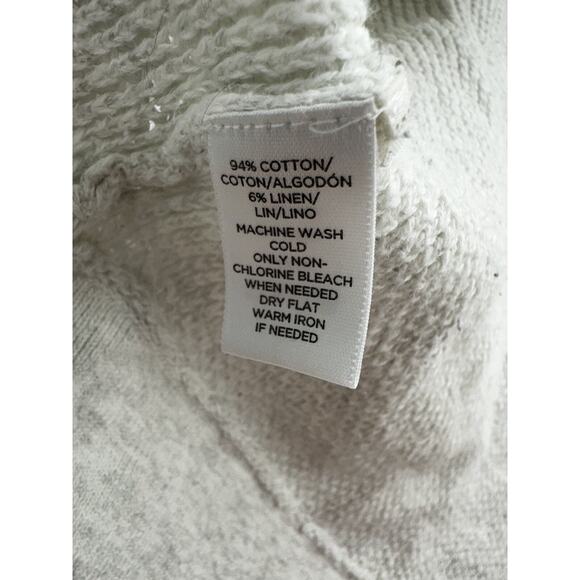 94% COTTON/
COTON/ALGODÓN
6% LINEN/
LIN/LINO
MACHINE WASH
COLD
ONLY NON-
CHLORINE BLEACH
WHEN NEEDED
DRY FLAT
WARM IRON
IF NEEDED